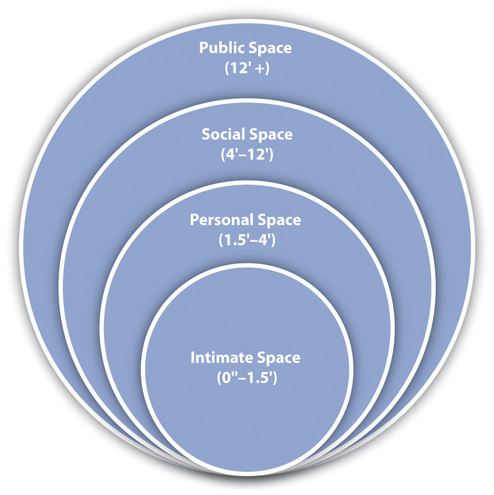 Public Space
(12' +)
Social Space
(4'–12')
Personal Space
(1.5'–4')
Intimate Space
(0"–1.5')